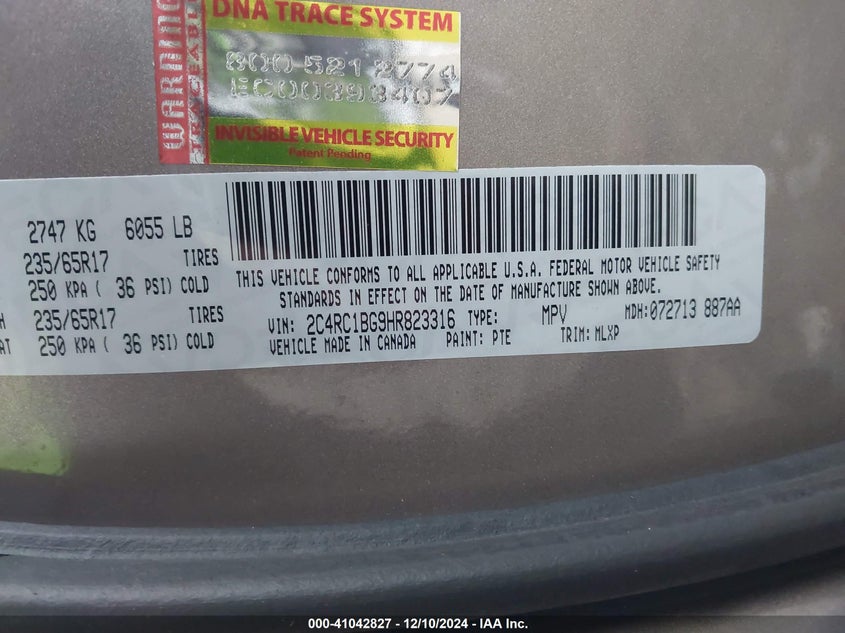 DNA TRACE SYSTEM
WARNING
TRACEABLE
800 521 2774
EC00393407
INVISIBLE VEHICLE SECURITY
Patent Pending
2747 KG 6055 LB
235/65R17 TIRES
250 KPA ( 36 PSI) COLD
235/65R17 TIRES
250 KPA ( 36 PSI) COLD
THIS VEHICLE CONFORMS TO ALL APPLICABLE U.S.A. FEDERAL MOTOR VEHICLE SAFETY
STANDARDS IN EFFECT ON THE DATE OF MANUFACTURE SHOWN ABOVE.
VIN: 2C4RC1BG9HR823316 TYPE: MPV MDH: 072713 887AA
VEHICLE MADE IN CANADA PAINT: PTE TRIM: MLXP
000-41042827 - 12/10/2024 - IAA Inc.